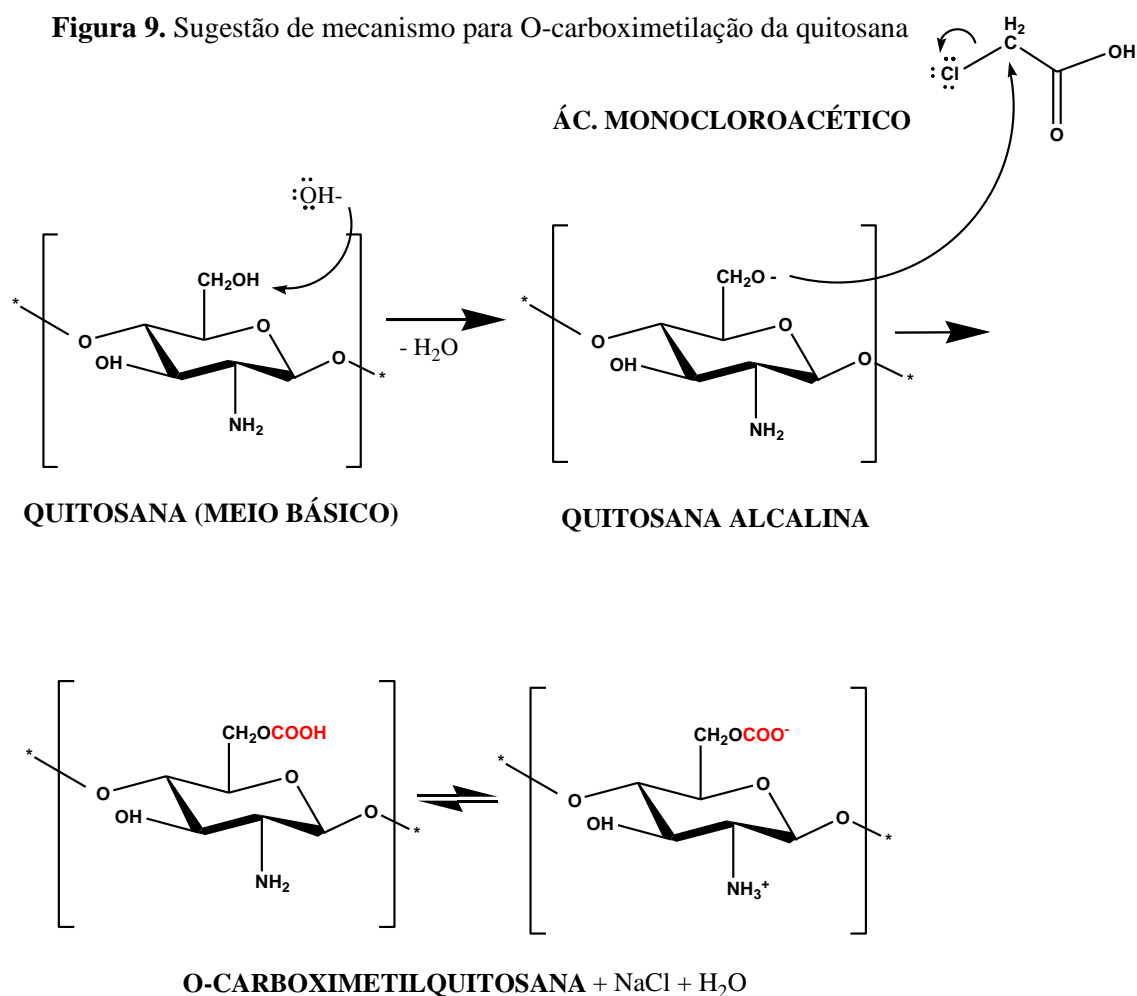 Figura 9. Sugestão de mecanismo para O-carboximetilação da quitosana
H2
C
Cl
OH
O
ÁC. MONOCLOROACÉTICO
OH-
CH2OH
O
O
OH
O
NH2
*
*
- H2O
CH2O -
O
O
OH
O
NH2
*
*
QUITOSANA (MEIO BÁSICO)
QUITOSANA ALCALINA
CH2OCOOH
O
O
OH
O
NH2
*
*
CH2OCOO-
O
O
OH
O
NH3+
*
*
O-CARBOXIMETILQUITOSANA + NaCl + H2O